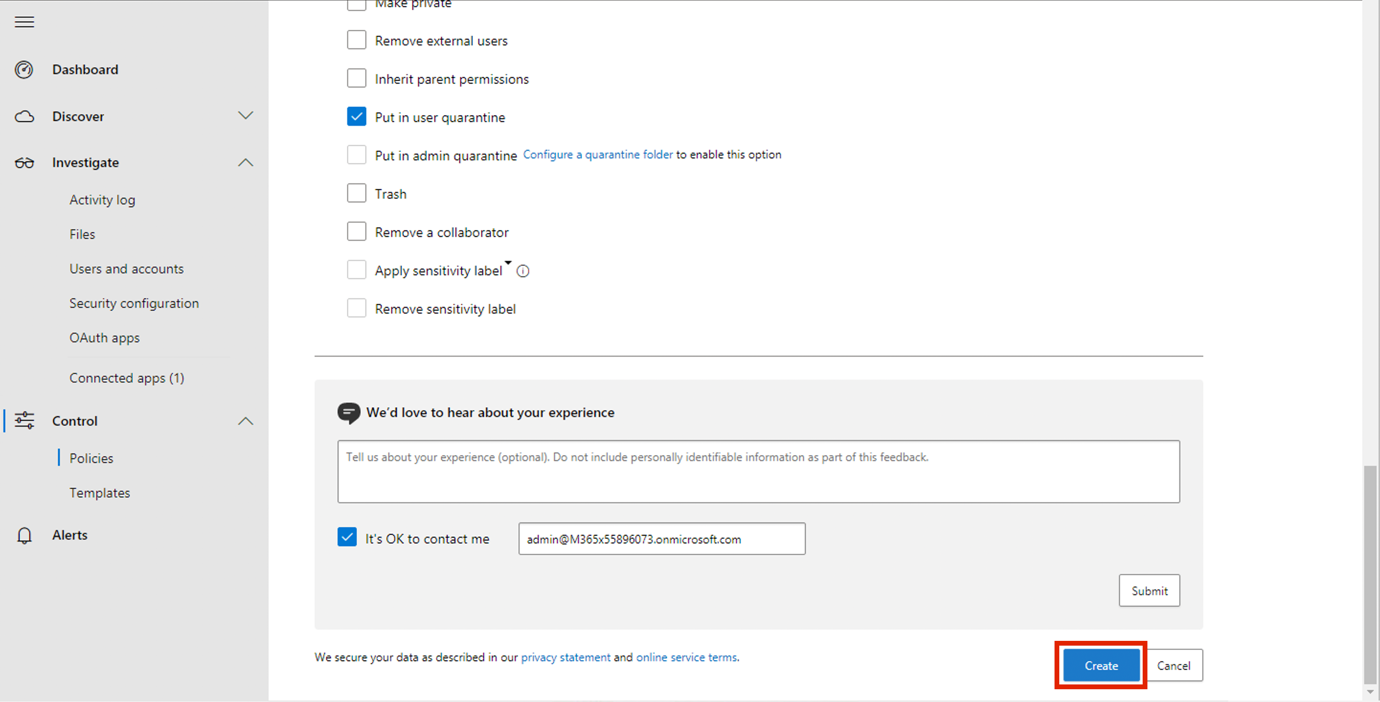 Make private
Remove external users
Dashboard
Inherit parent permissions
Discover
Put in user quarantine
Investigate
Put in admin quarantine Configure a quarantine folder to enable this option
Activity log
Trash
Files
Remove a collaborator
Users and accounts
Apply sensitivity label
Security configuration
Remove sensitivity label
OAuth apps
Connected apps (1)
Control
We'd love to hear about your experience
Policies
Tell us about your experience (optional). Do not include personally identifiable information as part of this feedback.
Templates
Alerts
It's OK to contact me
admin@M365x55896073.onmicrosoft.com
Submit
We secure your data as described in our privacy statement and online service terms.
Create
Cancel